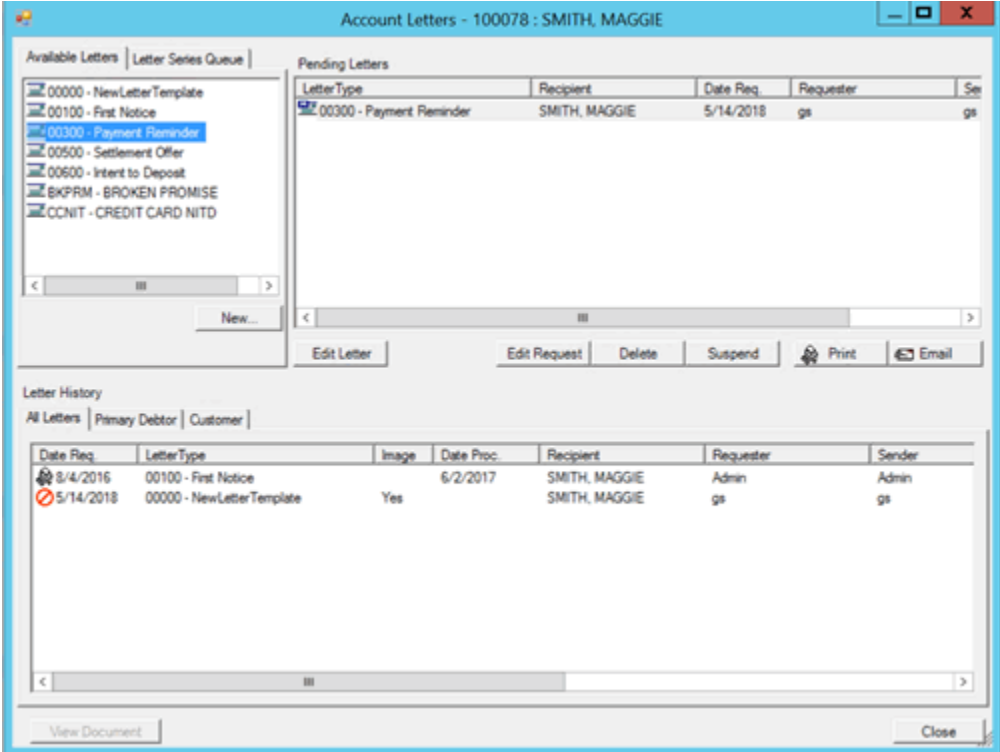 Account Letters - 100078 : SMITH, MAGGIE
Available Letters Letter Series Queue
00000 - NewLetterTemplate
00100 - First Notice
00300 - Payment Reminder
00500 - Settlement Offer
00600 - Intent to Deposit
BKPRM - BROKEN PROMISE
CCNIT - CREDIT CARD NITD
New...
Pending Letters
LetterType Recipient Date Req. Requester Se
00300 - Payment Reminder SMITH, MAGGIE 5/14/2018 gs gs
Edit Letter Edit Request Delete Suspend Print Email
Letter History
All Letters Primary Debtor Customer
Date Req. LetterType Image Date Proc. Recipient Requester Sender
8/4/2016 00100 - First Notice 6/2/2017 SMITH, MAGGIE Admin Admin
5/14/2018 00000 - NewLetterTemplate Yes SMITH, MAGGIE gs gs
View Document Close